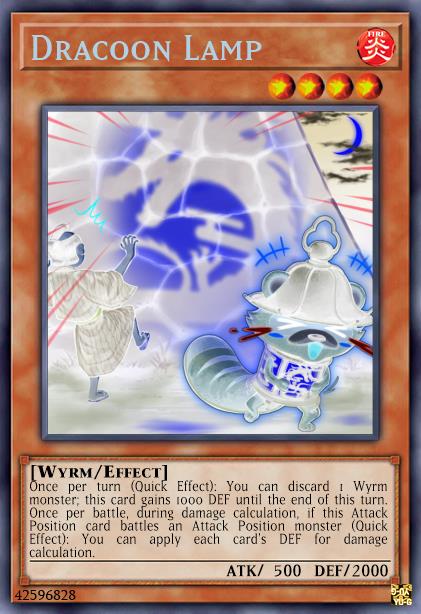 Dracoon Lamp
FIRE
炎
[Wyrm/Effect]
Once per turn (Quick Effect): You can discard 1 Wyrm
monster; this card gains 1000 DEF until the end of this turn.
Once per battle, during damage calculation, if this Attack
Position card battles an Attack Position monster (Quick
Effect): You can apply each card's DEF for damage
calculation.
ATK/ 500 DEF/2000
42596828